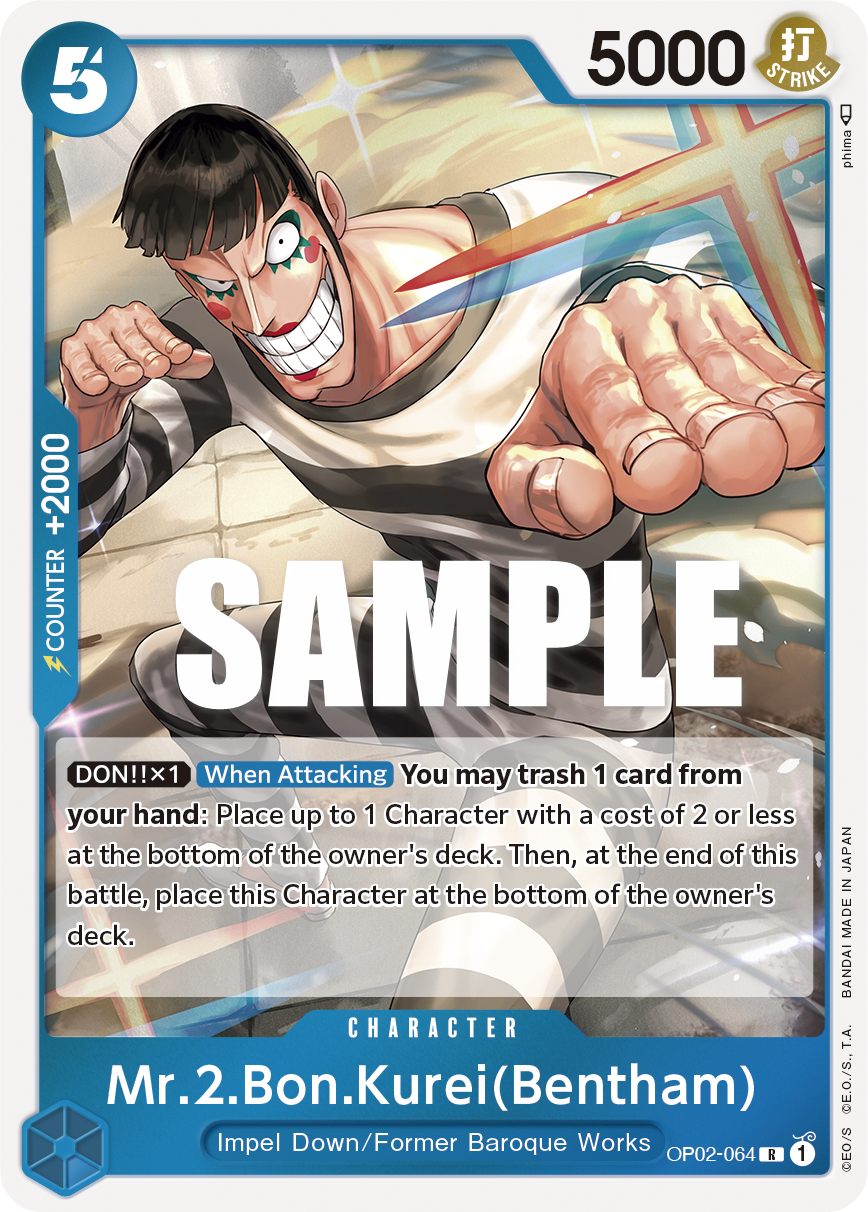 5
5000
打
STRIKE
phima
COUNTER +2000
SAMPLE
DON!!×1 When Attacking You may trash 1 card from
your hand: Place up to 1 Character with a cost of 2 or less
at the bottom of the owner's deck. Then, at the end of this
battle, place this Character at the bottom of the owner's
deck.
CHARACTER
Mr.2.Bon.Kurei(Bentham)
Impel Down/Former Baroque Works
OP02-064 R 1
©EO/S ©E.O./S., T.A. BANDAI MADE IN JAPAN